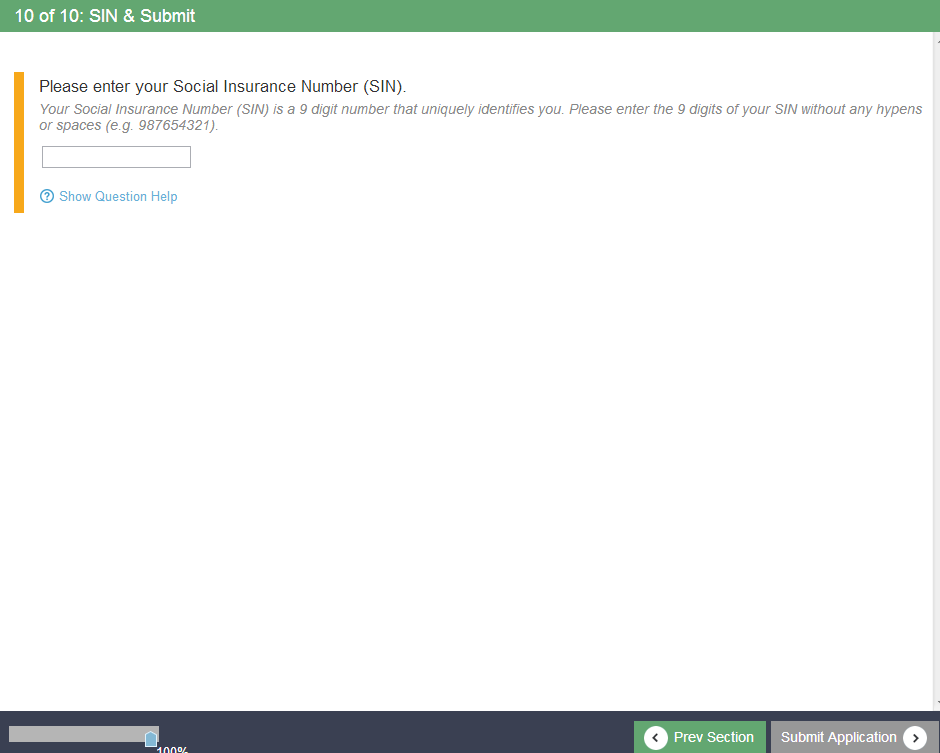 10 of 10: SIN & Submit
Please enter your Social Insurance Number (SIN).
Your Social Insurance Number (SIN) is a 9 digit number that uniquely identifies you. Please enter the 9 digits of your SIN without any hypens
or spaces (e.g. 987654321).
? Show Question Help
100%
Prev Section
Submit Application